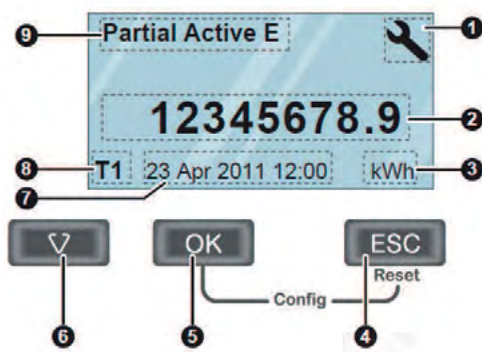 9 Partial Active E 1
12345678.9 2
8 T1 23 Apr 2011 12:00 kWh 3
7
OK ESC
Reset
Config
6 5 4